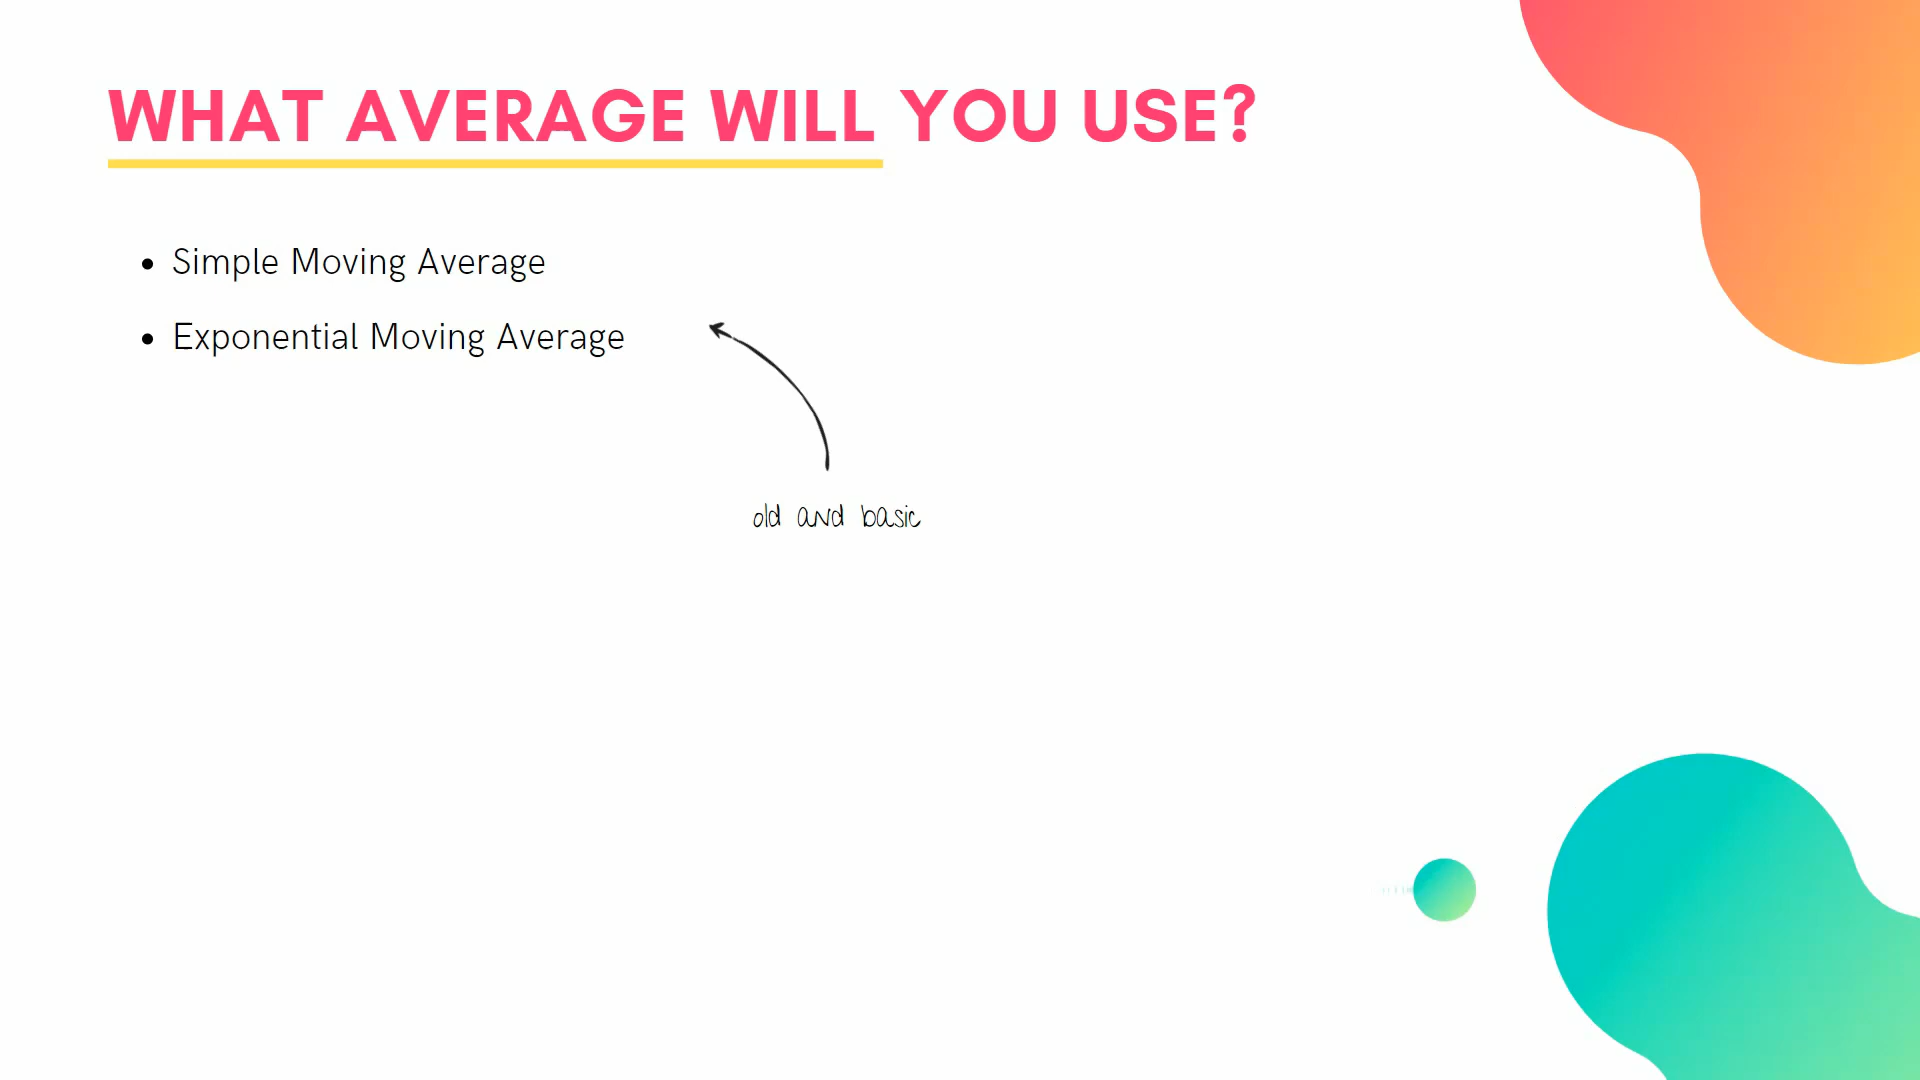 WHAT AVERAGE WILL YOU USE?
• Simple Moving Average
• Exponential Moving Average
old and basic